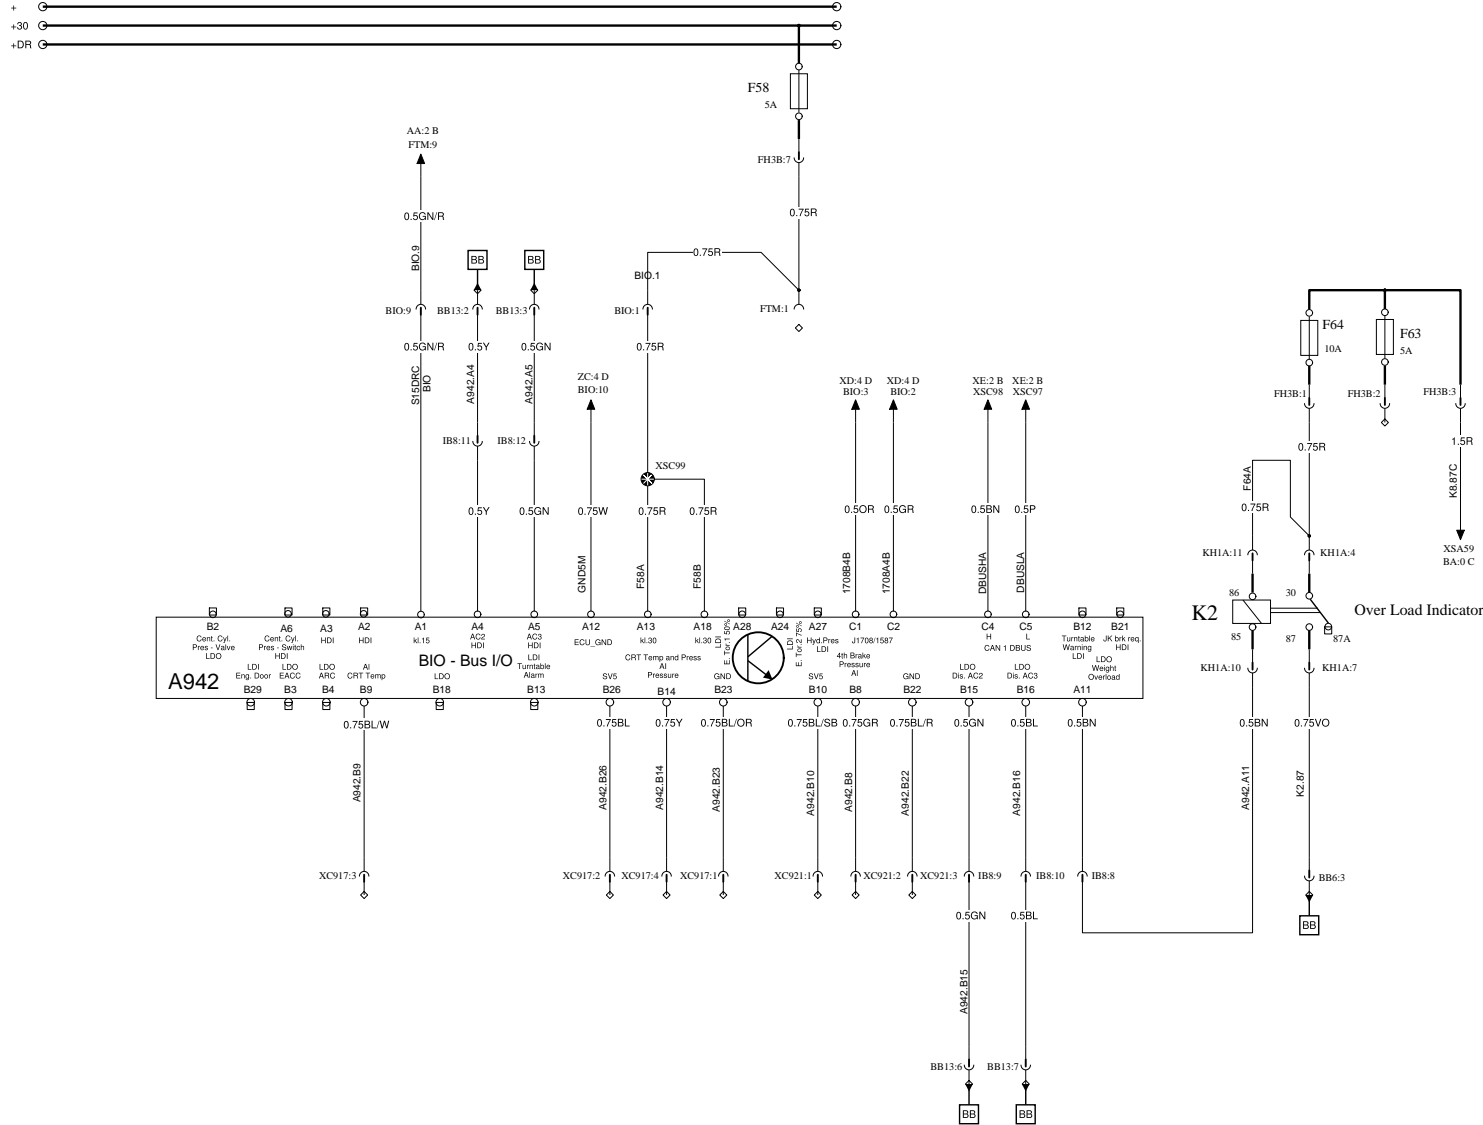 +
+30
+DR
F58
5A
AA:2 B
FTM:9
FH3B:7
0.5GN/R
0.75R
BIO.9
BB
BB
0.75R
BIO.1
BIO:9
BB13:2
BB13:3
BIO:1
FTM:1
F64
10A
F63
5A
0.5GN/R
0.5Y
0.5GN
0.75R
S15DRC
BIO
A942.A4
A942.A5
ZC:4 D
BIO:10
XD:4 D
BIO:3
XD:4 D
BIO:2
XE:2 B
XSC98
XE:2 B
XSC97
FH3B:1
FH3B:2
FH3B:3
IB8:11
IB8:12
0.75R
1.5R
XSC99
F64A
K8.87C
0.5Y
0.5GN
0.75W
0.75R
0.75R
0.5OR
0.5GR
0.5BN
0.5P
0.75R
GND5M
F58A
F58B
1708B4B
1708A4B
DBUSHA
DBUSLA
KH1A:11
KH1A:4
XSA59
BA:0 C
86
30
K2
Over Load Indicator
85
87
87A
B2
Cent. Cyl.
Pres - Valve
LDO
A6
Cent. Cyl.
Pres - Switch
HDI
A3
HDI
A2
HDI
A1
kl.15
A4
AC2
HDI
A5
AC3
HDI
A12
ECU_GND
A13
kl.30
A18
kl.30
A28
LDI
E. Tor.1 50%
A24
LDI
E. Tor.2 75%
A27
Hyd.Pres
LDI
C1
C2
J1708/1587
C4
H
C5
L
CAN 1 DBUS
B12
Turntable
Warning
LDI
B21
JK brk req.
HDI
A942
BIO - Bus I/O
LDI
Eng. Door
B29
LDO
EACC
B3
LDO
ARC
B4
AI
CRT Temp
B9
LDO
B18
LDI
Turntable
Alarm
B13
SV5
B26
CRT Temp and Press
AI
Pressure
B14
GND
B23
SV5
B10
4th Brake
Pressure
AI
B8
GND
B22
LDO
Dis. AC2
B15
LDO
Dis. AC3
B16
A11
LDO
Weight
Overload
KH1A:10
KH1A:7
0.75BL/W
0.75BL
0.75Y
0.75BL/OR
0.75BL/SB
0.75GR
0.75BL/R
0.5GN
0.5BL
0.5BN
0.5BN
0.75VO
A942.B9
A942.B26
A942.B14
A942.B23
A942.B10
A942.B8
A942.B22
A942.B16
A942.A11
K2.87
XC917:3
XC917:2
XC917:4
XC917:1
XC921:1
XC921:2
XC921:3
IB8:9
IB8:10
IB8:8
BB6:3
0.5GN
0.5BL
BB
A942.B15
BB13:6
BB13:7
BB
BB